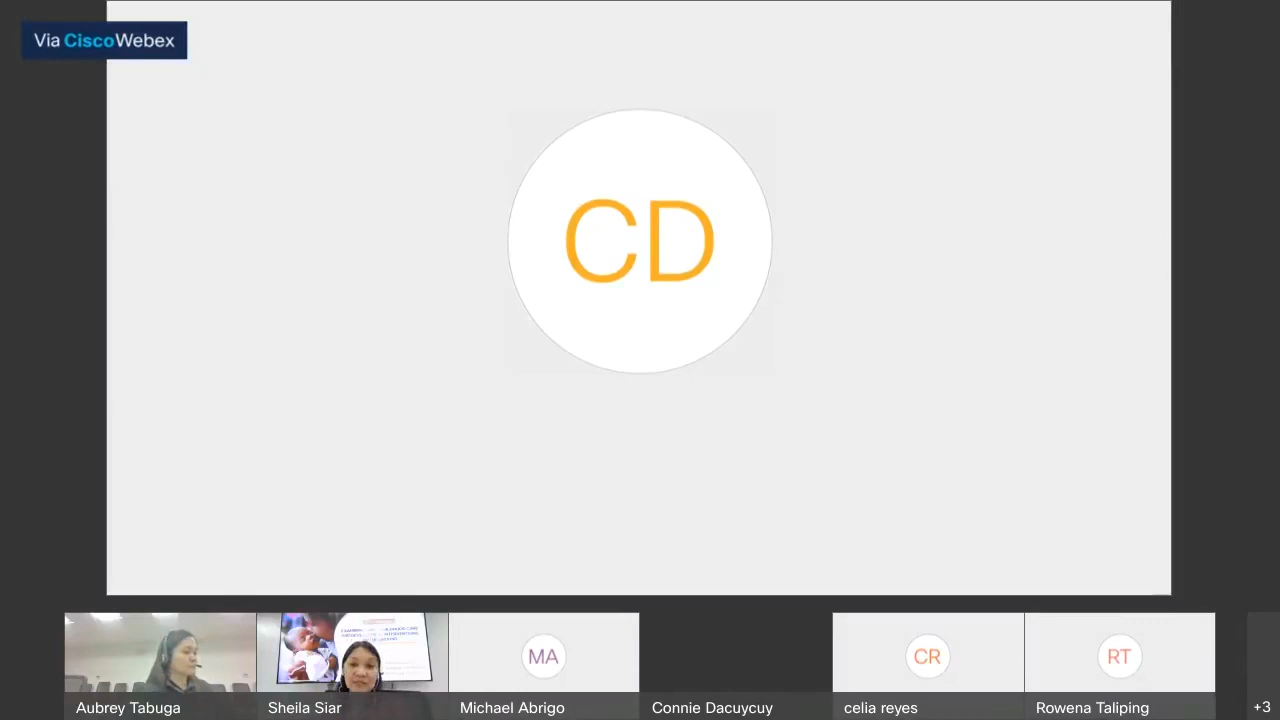 Via CiscoWebex
CD
MA
CR
RT
Aubrey Tabuga
Sheila Siar
Michael Abrigo
Connie Dacuycuy
celia reyes
Rowena Taliping
+3